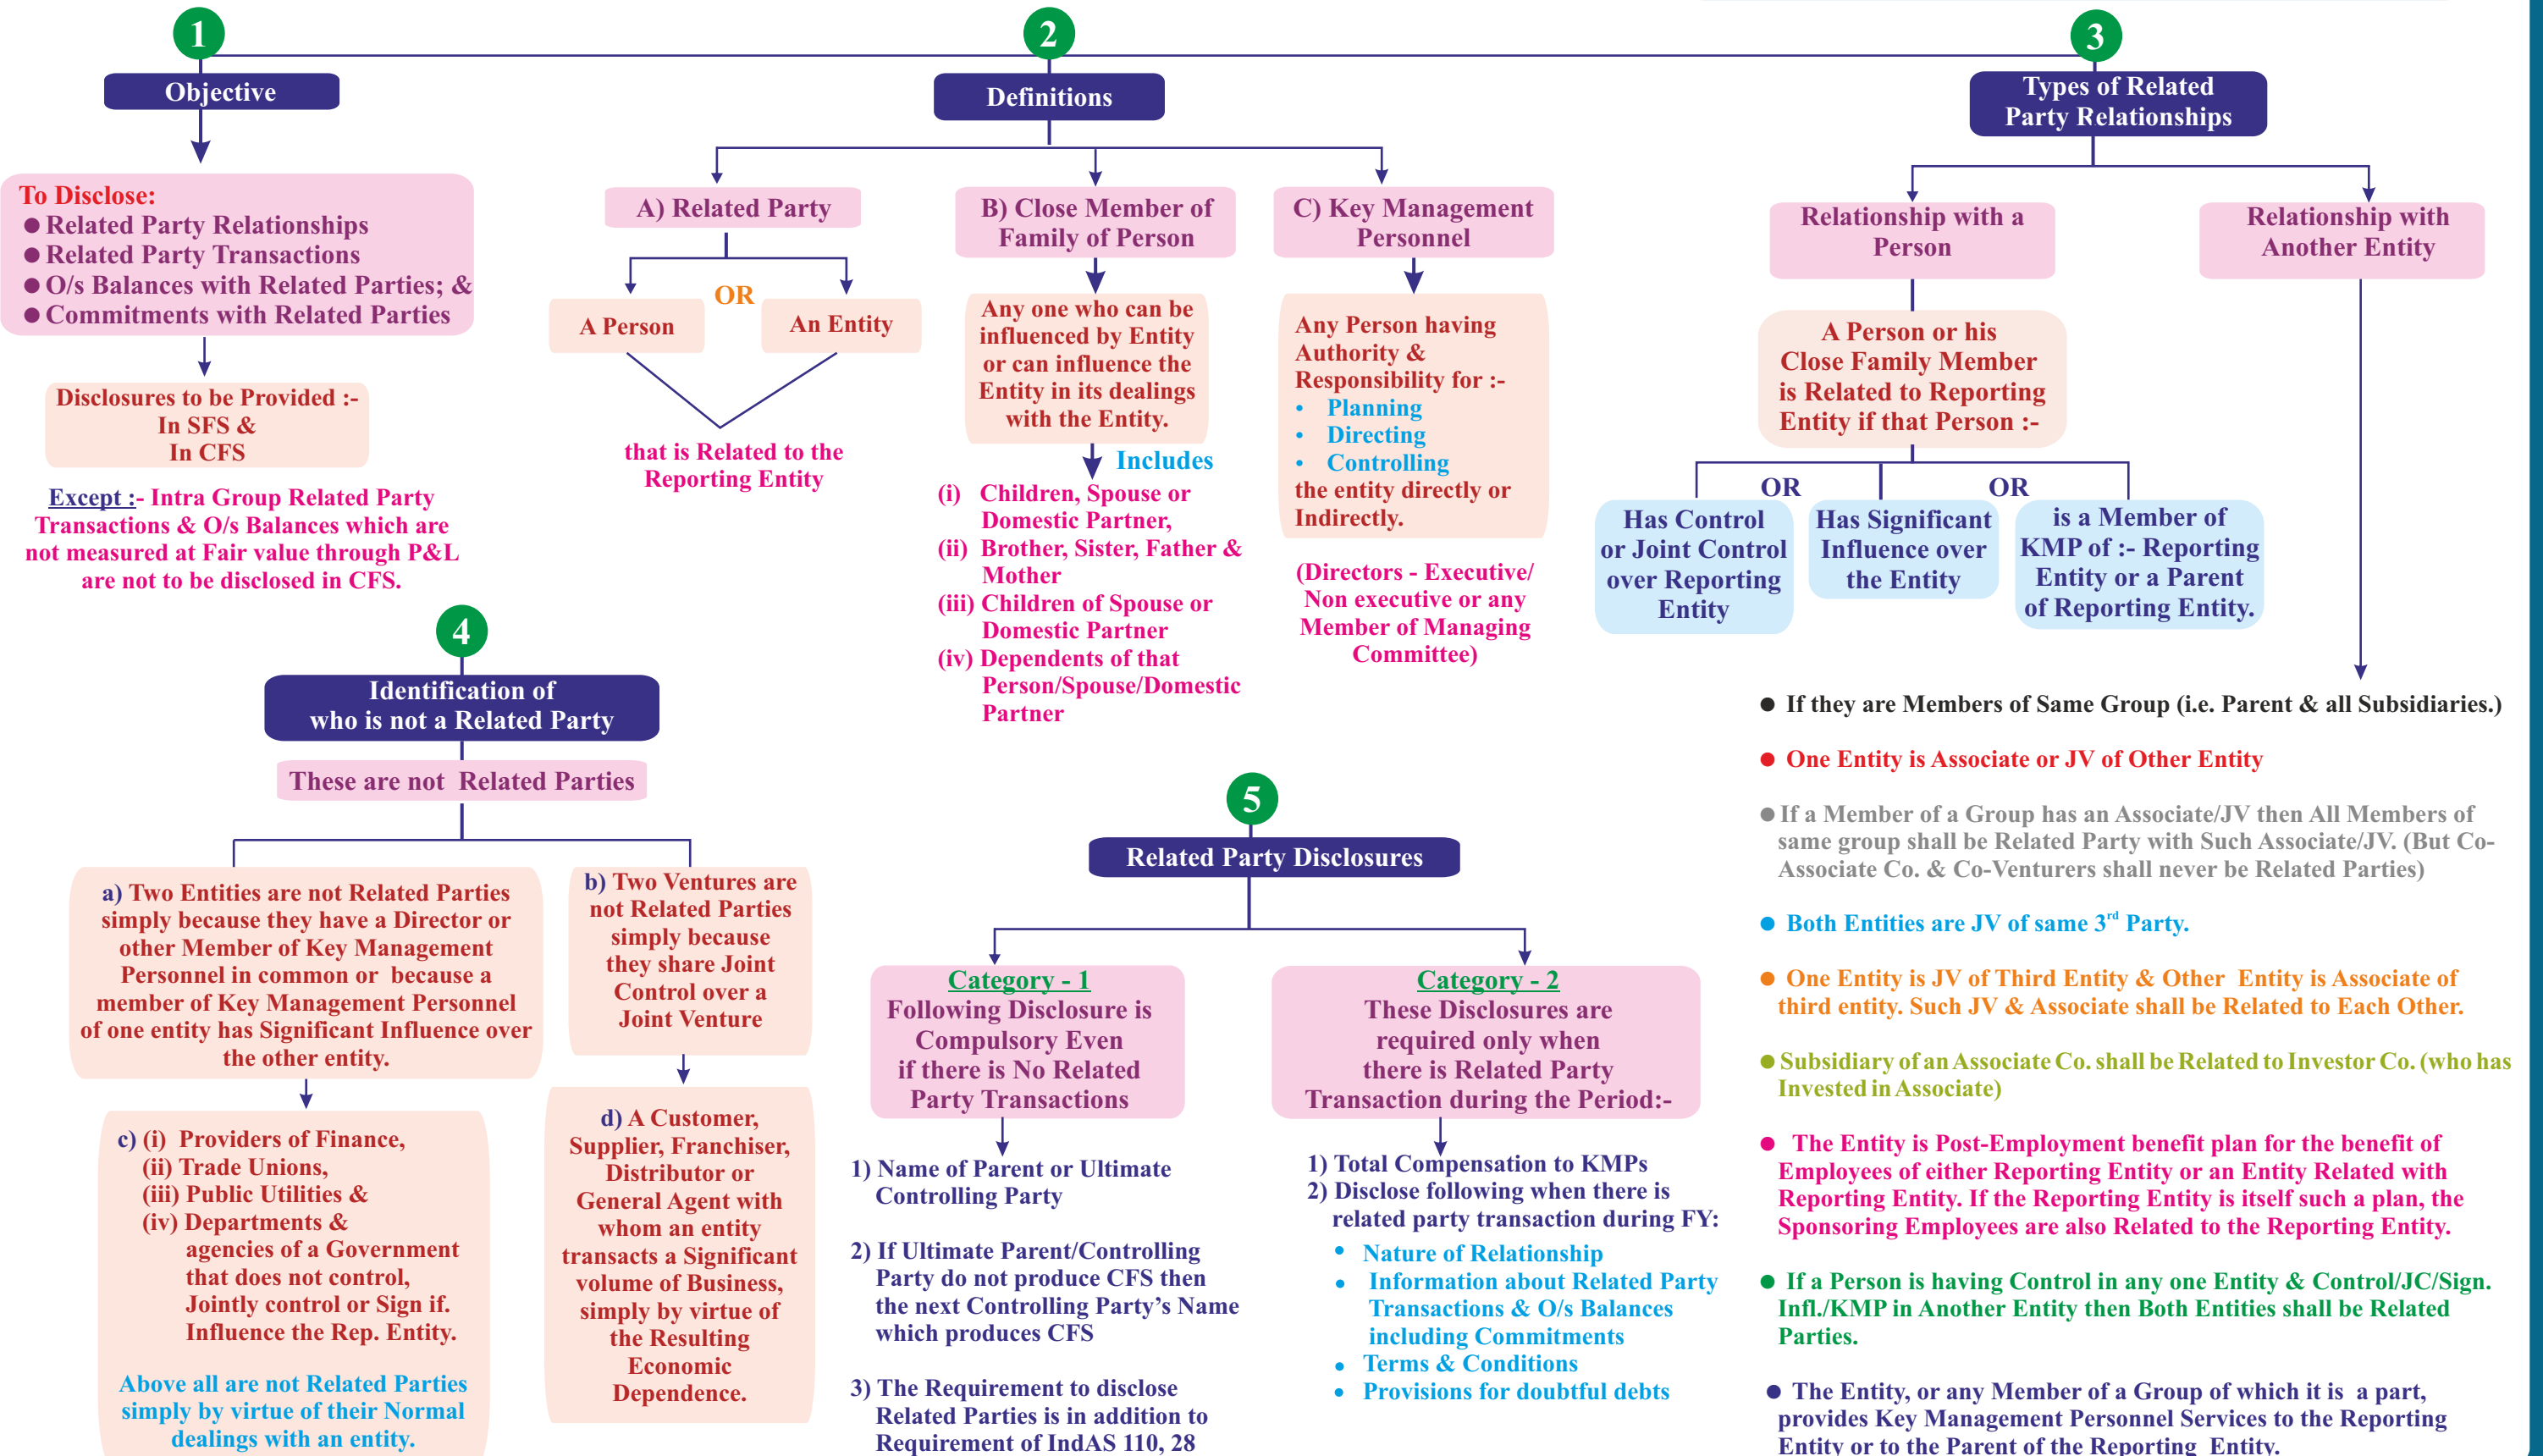 1
Objective
To Disclose:
● Related Party Relationships
● Related Party Transactions
● O/s Balances with Related Parties; &
● Commitments with Related Parties
Disclosures to be Provided :-
In SFS &
In CFS
Except :- Intra Group Related Party
Transactions & O/s Balances which are
not measured at Fair value through P&L
are not to be disclosed in CFS.
2
Definitions
A) Related Party
A Person
OR
An Entity
that is Related to the
Reporting Entity
B) Close Member of
Family of Person
Any one who can be
influenced by Entity
or can influence the
Entity in its dealings
with the Entity.
Includes
(i) Children, Spouse or
Domestic Partner,
(ii) Brother, Sister, Father &
Mother
(iii) Children of Spouse or
Domestic Partner
(iv) Dependents of that
Person/Spouse/Domestic
Partner
C) Key Management
Personnel
Any Person having
Authority &
Responsibility for :-
• Planning
• Directing
• Controlling
the entity directly or
Indirectly.
(Directors - Executive/
Non executive or any
Member of Managing
Committee)
3
Types of Related
Party Relationships
Relationship with a
Person
A Person or his
Close Family Member
is Related to Reporting
Entity if that Person :-
OR
OR
Has Control
or Joint Control
over Reporting
Entity
Has Significant
Influence over
the Entity
is a Member of
KMP of :- Reporting
Entity or a Parent
of Reporting Entity.
Relationship with
Another Entity
● If they are Members of Same Group (i.e. Parent & all Subsidiaries.)
● One Entity is Associate or JV of Other Entity
● If a Member of a Group has an Associate/JV then All Members of
same group shall be Related Party with Such Associate/JV. (But Co-
Associate Co. & Co-Venturers shall never be Related Parties)
● Both Entities are JV of same 3rd Party.
● One Entity is JV of Third Entity & Other Entity is Associate of
third entity. Such JV & Associate shall be Related to Each Other.
● Subsidiary of an Associate Co. shall be Related to Investor Co. (who has
Invested in Associate)
● The Entity is Post-Employment benefit plan for the benefit of
Employees of either Reporting Entity or an Entity Related with
Reporting Entity. If the Reporting Entity is itself such a plan, the
Sponsoring Employees are also Related to the Reporting Entity.
● If a Person is having Control in any one Entity & Control/JC/Sign.
Infl./KMP in Another Entity then Both Entities shall be Related
Parties.
● The Entity, or any Member of a Group of which it is a part,
provides Key Management Personnel Services to the Reporting
Entity or to the Parent of the Reporting Entity.
4
Identification of
who is not a Related Party
These are not Related Parties
a) Two Entities are not Related Parties
simply because they have a Director or
other Member of Key Management
Personnel in common or because a
member of Key Management Personnel
of one entity has Significant Influence over
the other entity.
b) Two Ventures are
not Related Parties
simply because
they share Joint
Control over a
Joint Venture
c) (i) Providers of Finance,
(ii) Trade Unions,
(iii) Public Utilities &
(iv) Departments &
agencies of a Government
that does not control,
Jointly control or Sign if.
Influence the Rep. Entity.
Above all are not Related Parties
simply by virtue of their Normal
dealings with an entity.
d) A Customer,
Supplier, Franchiser,
Distributor or
General Agent with
whom an entity
transacts a Significant
volume of Business,
simply by virtue of
the Resulting
Economic
Dependence.
5
Related Party Disclosures
Category - 1
Following Disclosure is
Compulsory Even
if there is No Related
Party Transactions
1) Name of Parent or Ultimate
Controlling Party
2) If Ultimate Parent/Controlling
Party do not produce CFS then
the next Controlling Party's Name
which produces CFS
3) The Requirement to disclose
Related Parties is in addition to
Requirement of IndAS 110, 28
Category - 2
These Disclosures are
required only when
there is Related Party
Transaction during the Period:-
1) Total Compensation to KMPs
2) Disclose following when there is
related party transaction during FY:
• Nature of Relationship
• Information about Related Party
Transactions & O/s Balances
including Commitments
• Terms & Conditions
• Provisions for doubtful debts